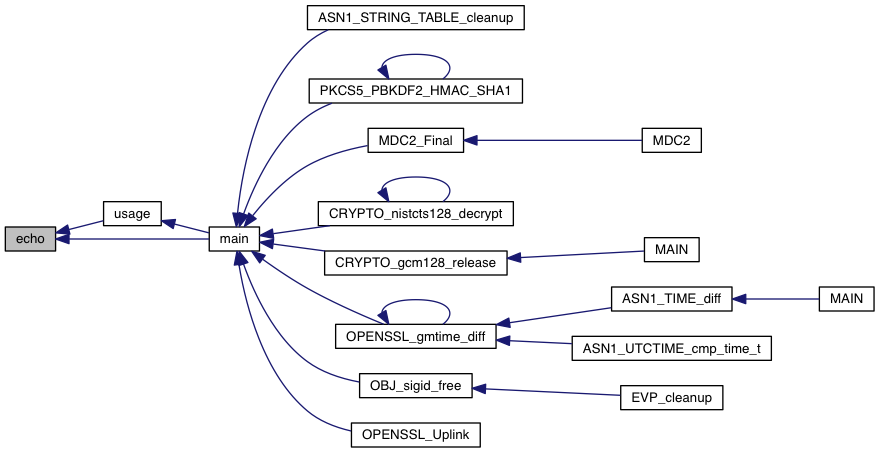 ASN1_STRING_TABLE_cleanup
PKCS5_PBKDF2_HMAC_SHA1
MDC2_Final
MDC2
usage
CRYPTO_nistcts128_decrypt
echo
main
MAIN
CRYPTO_gcm128_release
ASN1_TIME_diff
MAIN
OPENSSL_gmtime_diff
ASN1_UTCTIME_cmp_time_t
OBJ_sigid_free
EVP_cleanup
OPENSSL_Uplink